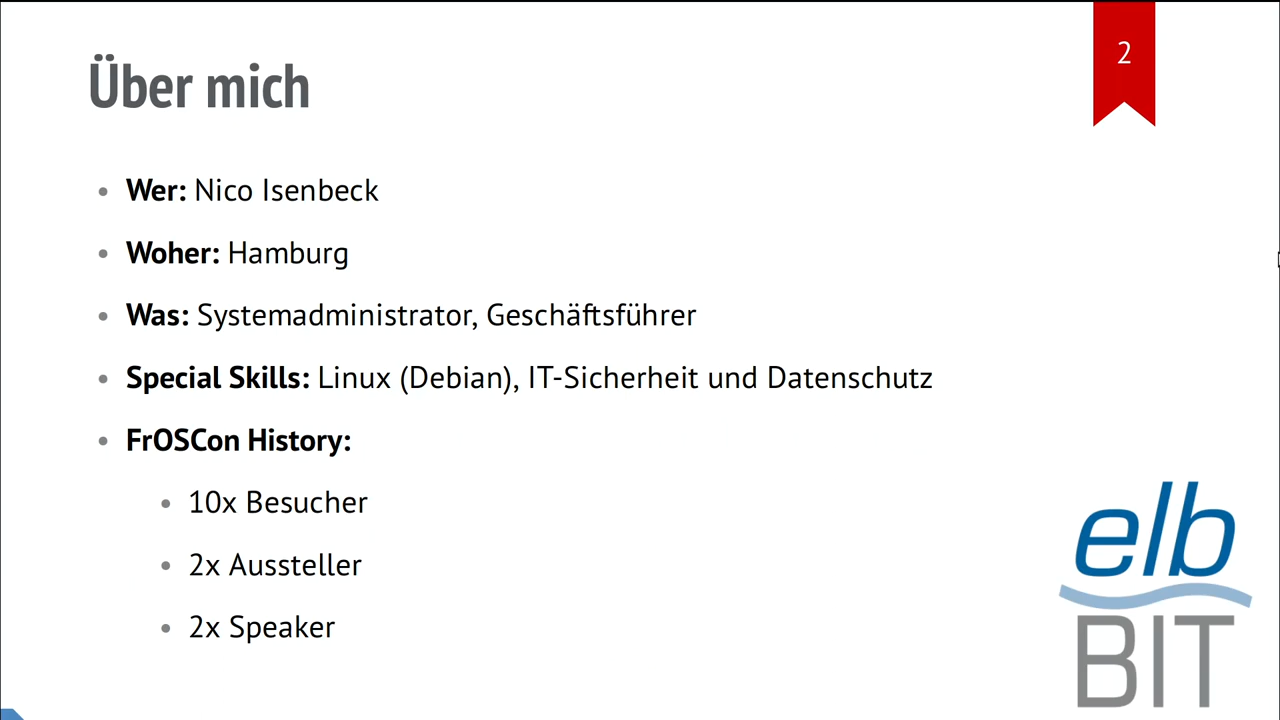 Über mich
2
Wer: Nico Isenbeck
Woher: Hamburg
Was: Systemadministrator, Geschäftsführer
Special Skills: Linux (Debian), IT-Sicherheit und Datenschutz
FrOSCon History:
10x Besucher
2x Aussteller
2x Speaker
elb
BIT